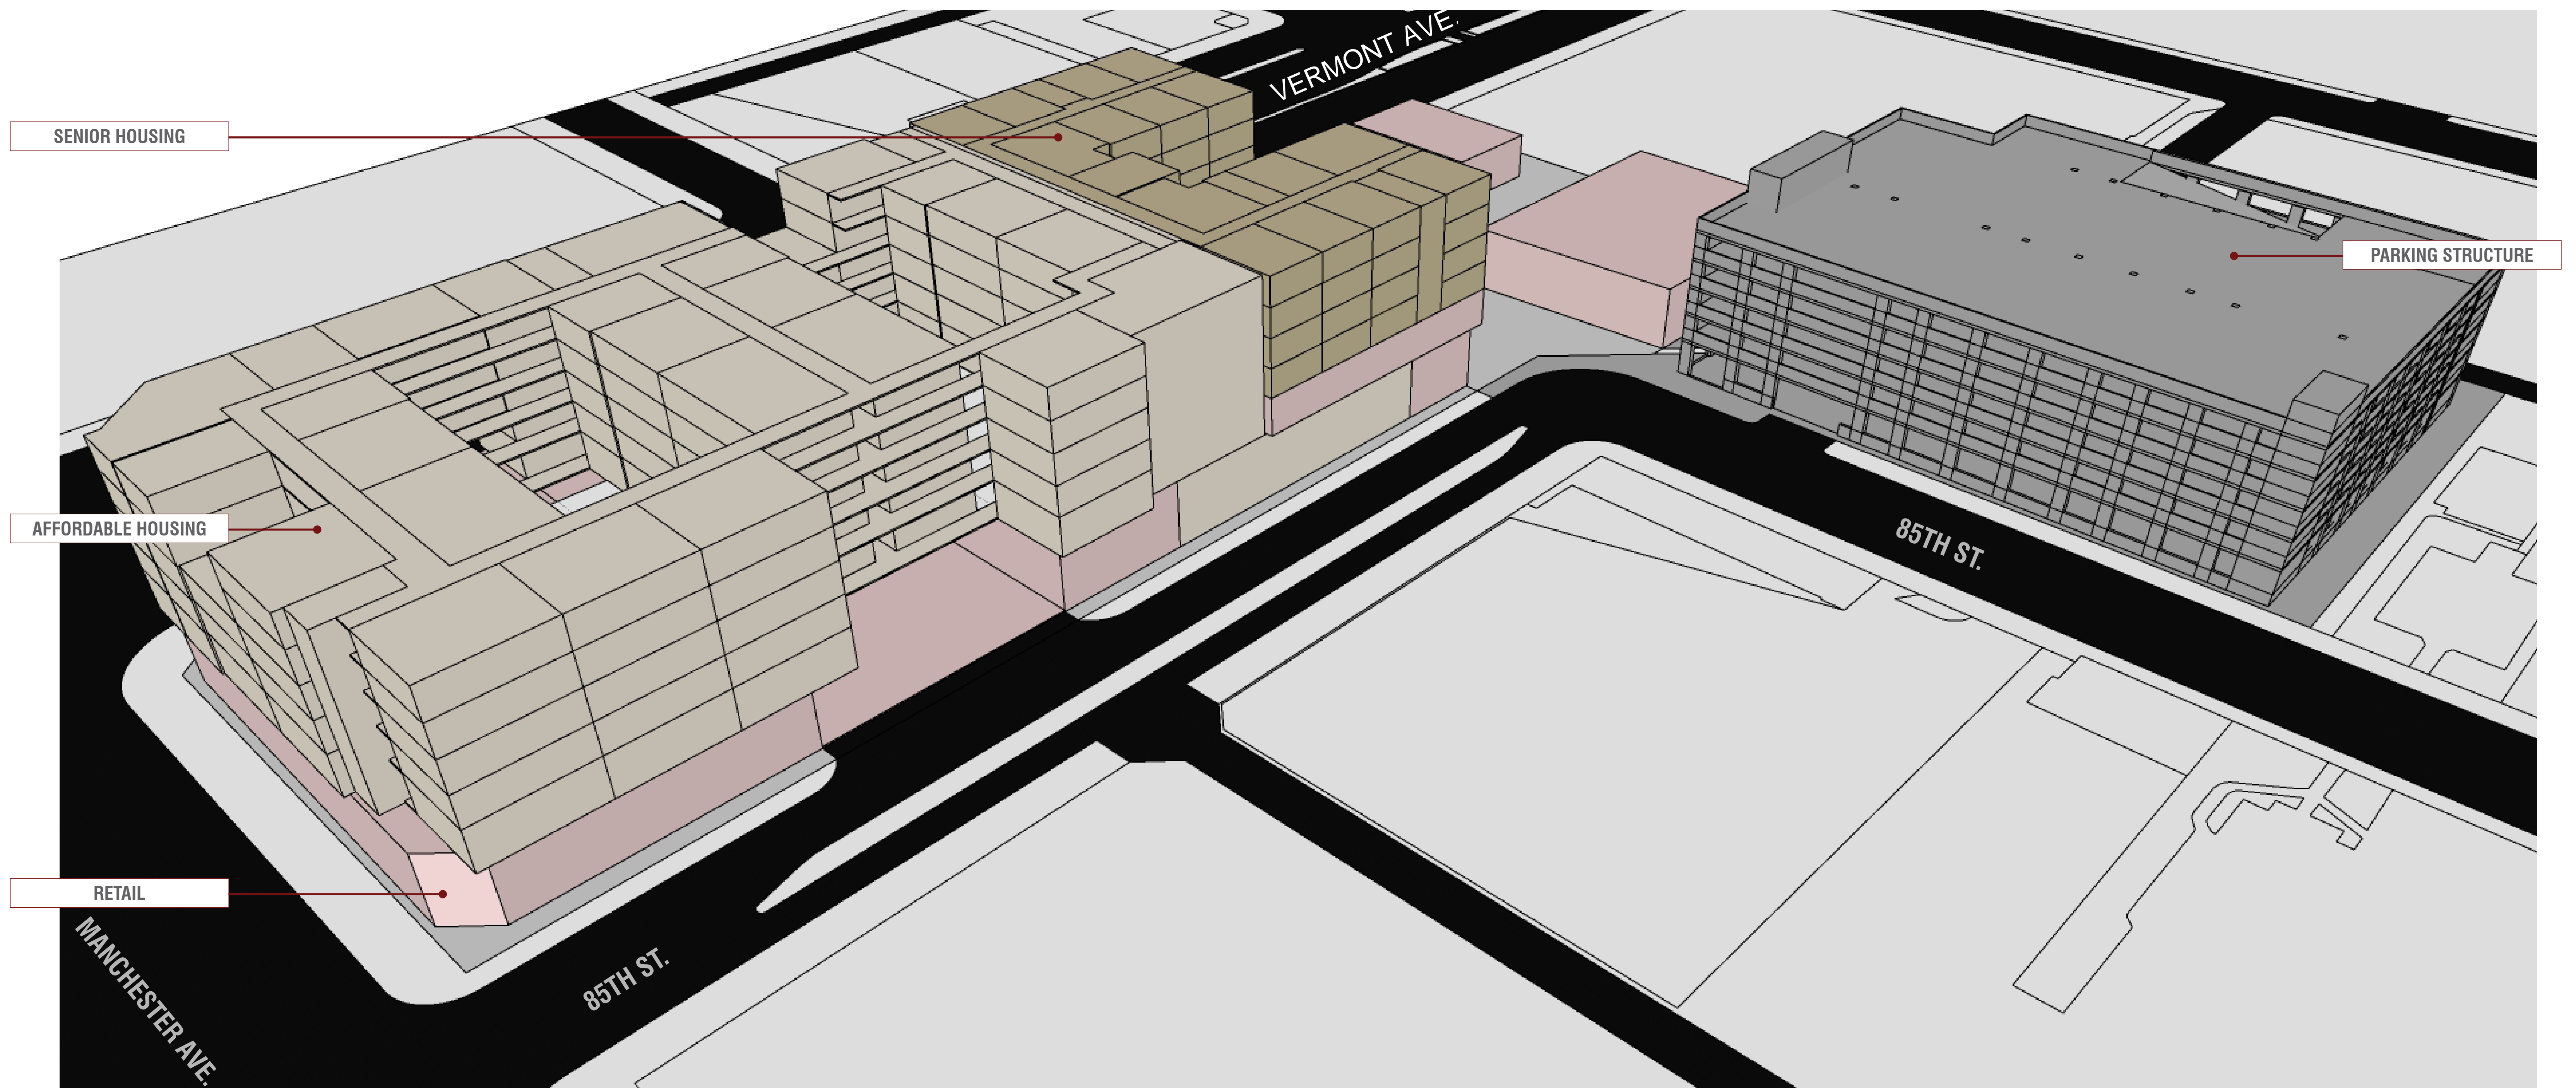 VERMONT AVE.
SENIOR HOUSING
PARKING STRUCTURE
AFFORDABLE HOUSING
85TH ST.
RETAIL
MANCHESTER AVE.
85TH ST.